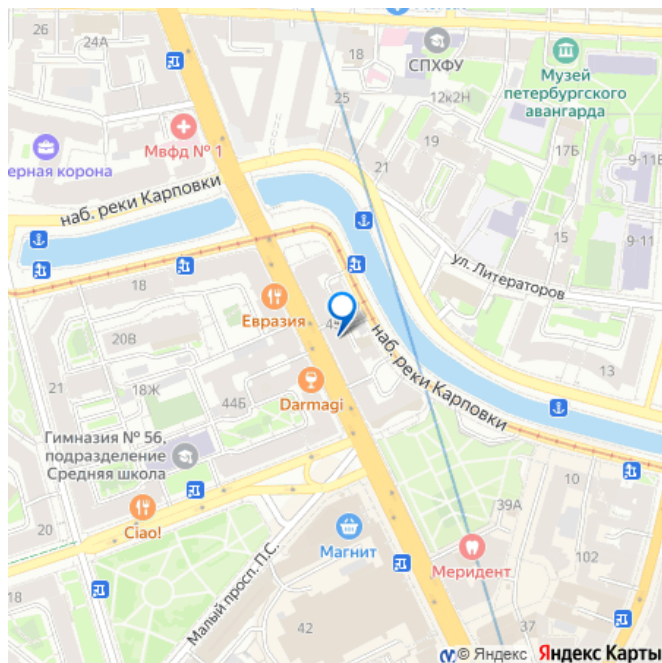 26
24А
18
СПХФУ
12к2Н
Музей
петербургского
авангарда
25
19
21
17Б
9-11В
Мвфд № 1
ерная корона
наб. реки Карповки
15
9-11
ул. Литераторов
18
Евразия
20В
наб. реки Карповки
21
18Ж
44Б
Darmagi
13
Гимназия № 56,
подразделение
Средняя школа
10
39А
20
Ciao!
Магнит
Меридент
102
18
Малый просп. П.С.
42
37
© Яндекс Яндекс Карты